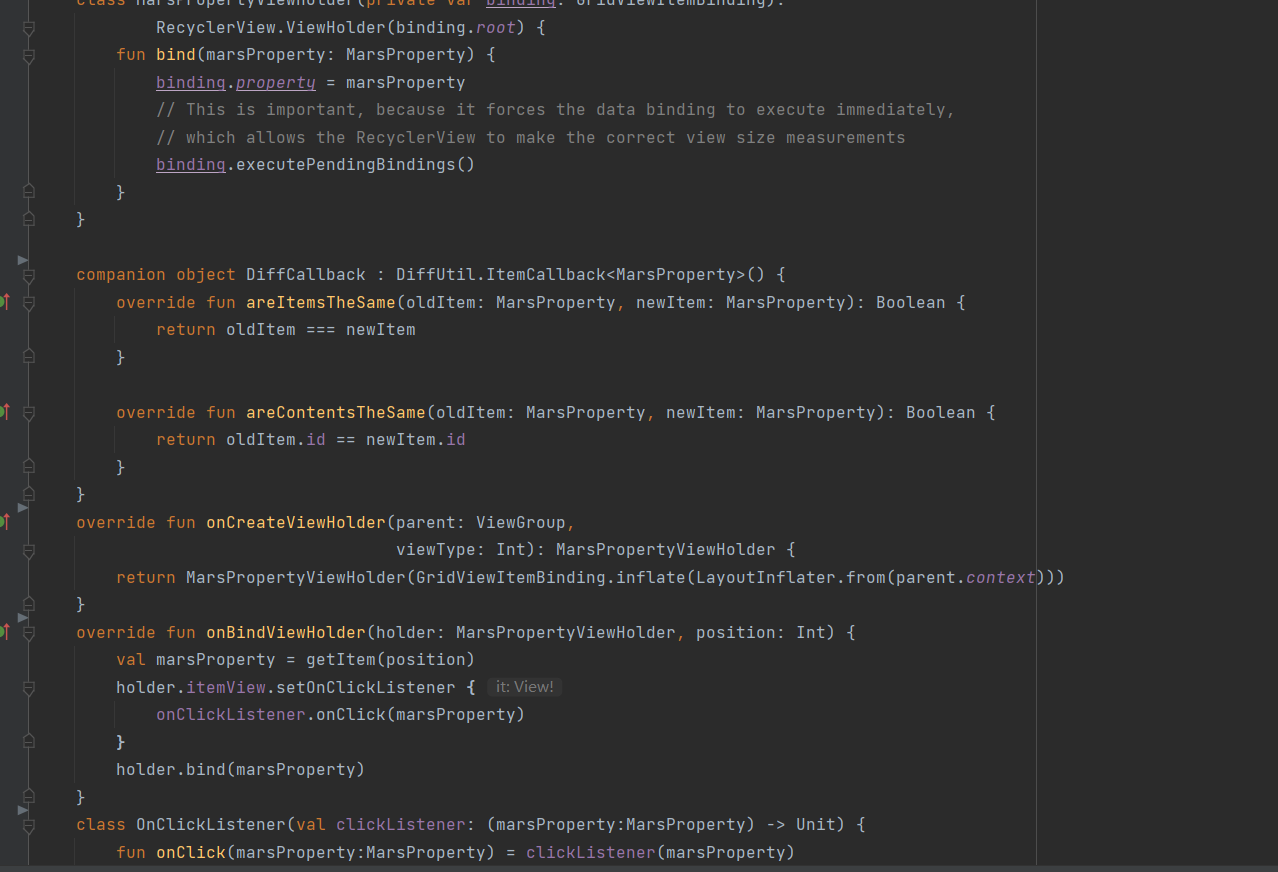 class MarsPropertyViewHolder(private var binding: GridViewItemBinding):
RecyclerView.ViewHolder(binding.root) {
fun bind(marsProperty: MarsProperty) {
binding.property = marsProperty
// This is important, because it forces the data binding to execute immediately,
// which allows the RecyclerView to make the correct view size measurements
binding.executePendingBindings()
}
}
companion object DiffCallback : DiffUtil.ItemCallback<MarsProperty>() {
override fun areItemsTheSame(oldItem: MarsProperty, newItem: MarsProperty): Boolean {
return oldItem === newItem
}
override fun areContentsTheSame(oldItem: MarsProperty, newItem: MarsProperty): Boolean {
return oldItem.id == newItem.id
}
}
override fun onCreateViewHolder(parent: ViewGroup,
viewType: Int): MarsPropertyViewHolder {
return MarsPropertyViewHolder(GridViewItemBinding.inflate(LayoutInflater.from(parent.context)))
}
override fun onBindViewHolder(holder: MarsPropertyViewHolder, position: Int) {
val marsProperty = getItem(position)
holder.itemView.setOnClickListener { it: View!
onClickListener.onClick(marsProperty)
}
holder.bind(marsProperty)
}
class OnClickListener(val clickListener: (marsProperty:MarsProperty) -> Unit) {
fun onClick(marsProperty:MarsProperty) = clickListener(marsProperty)